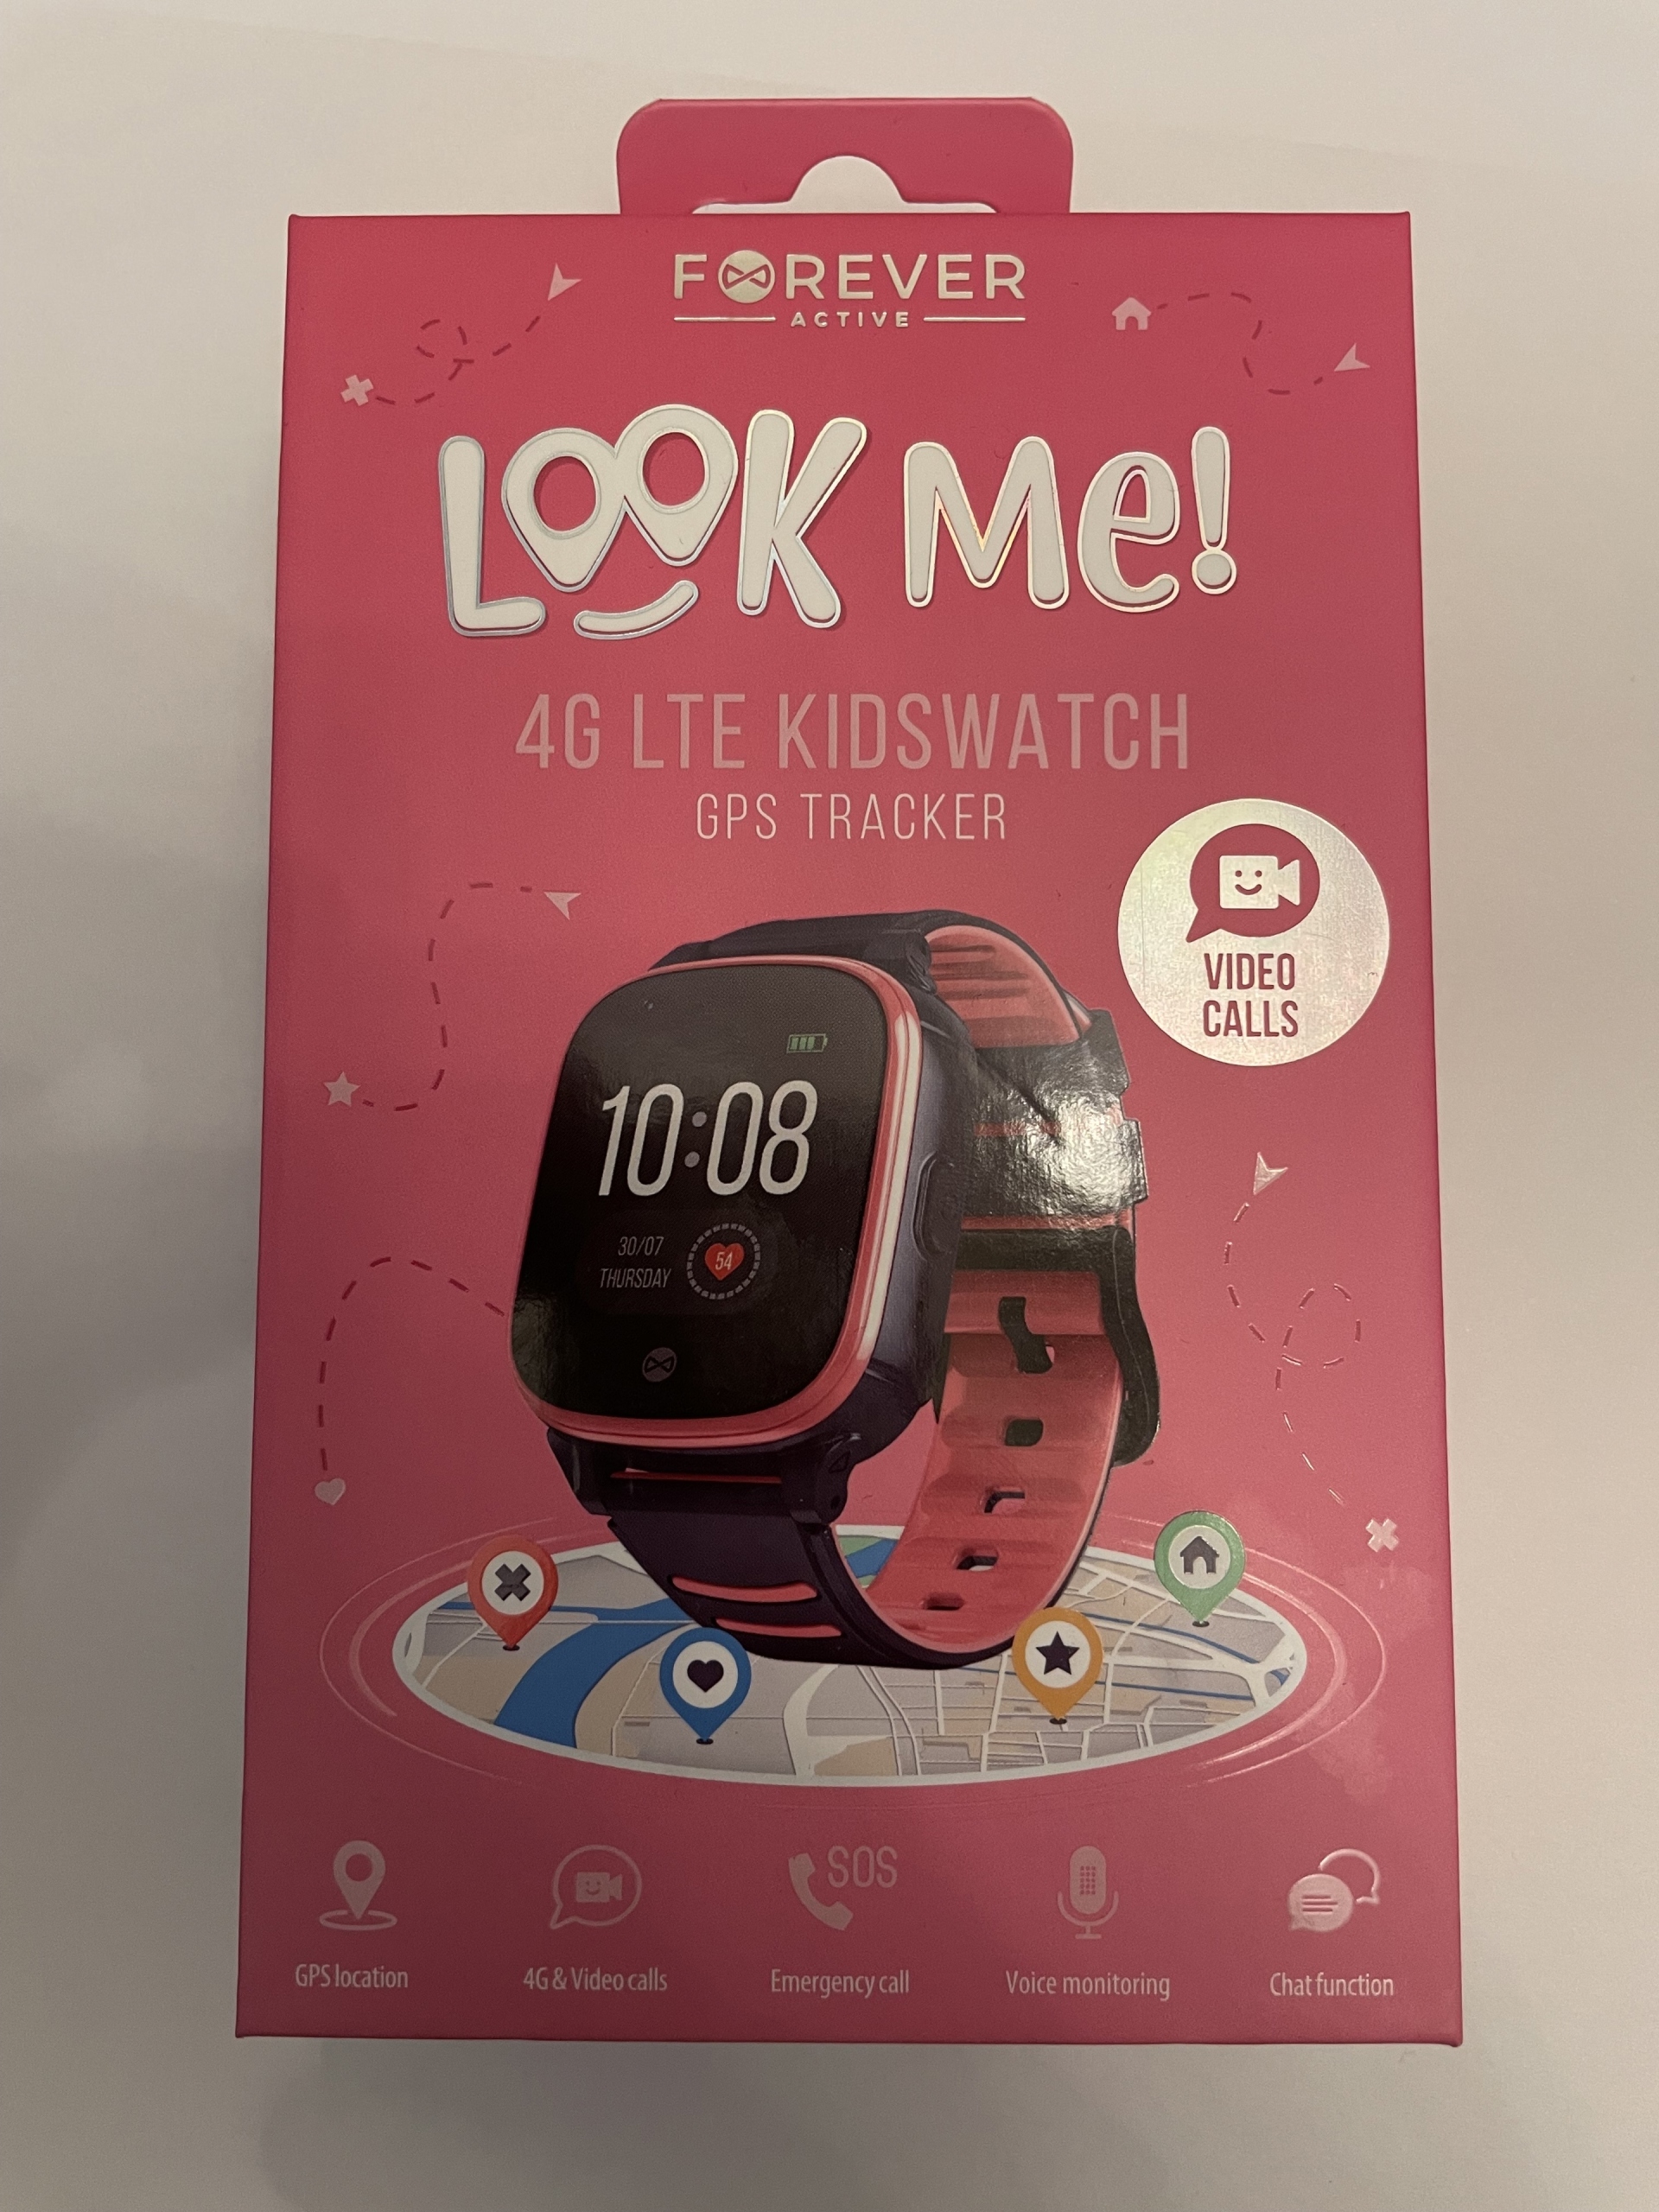 FOREVER
ACTIVE
LOOK Me!
4G LTE KIDSWATCH
GPS TRACKER
VIDEO
CALLS
10:08
30/07
THURSDAY
54
SOS
GPS location
4G & Video calls
Emergency call
Voice monitoring
Chat function